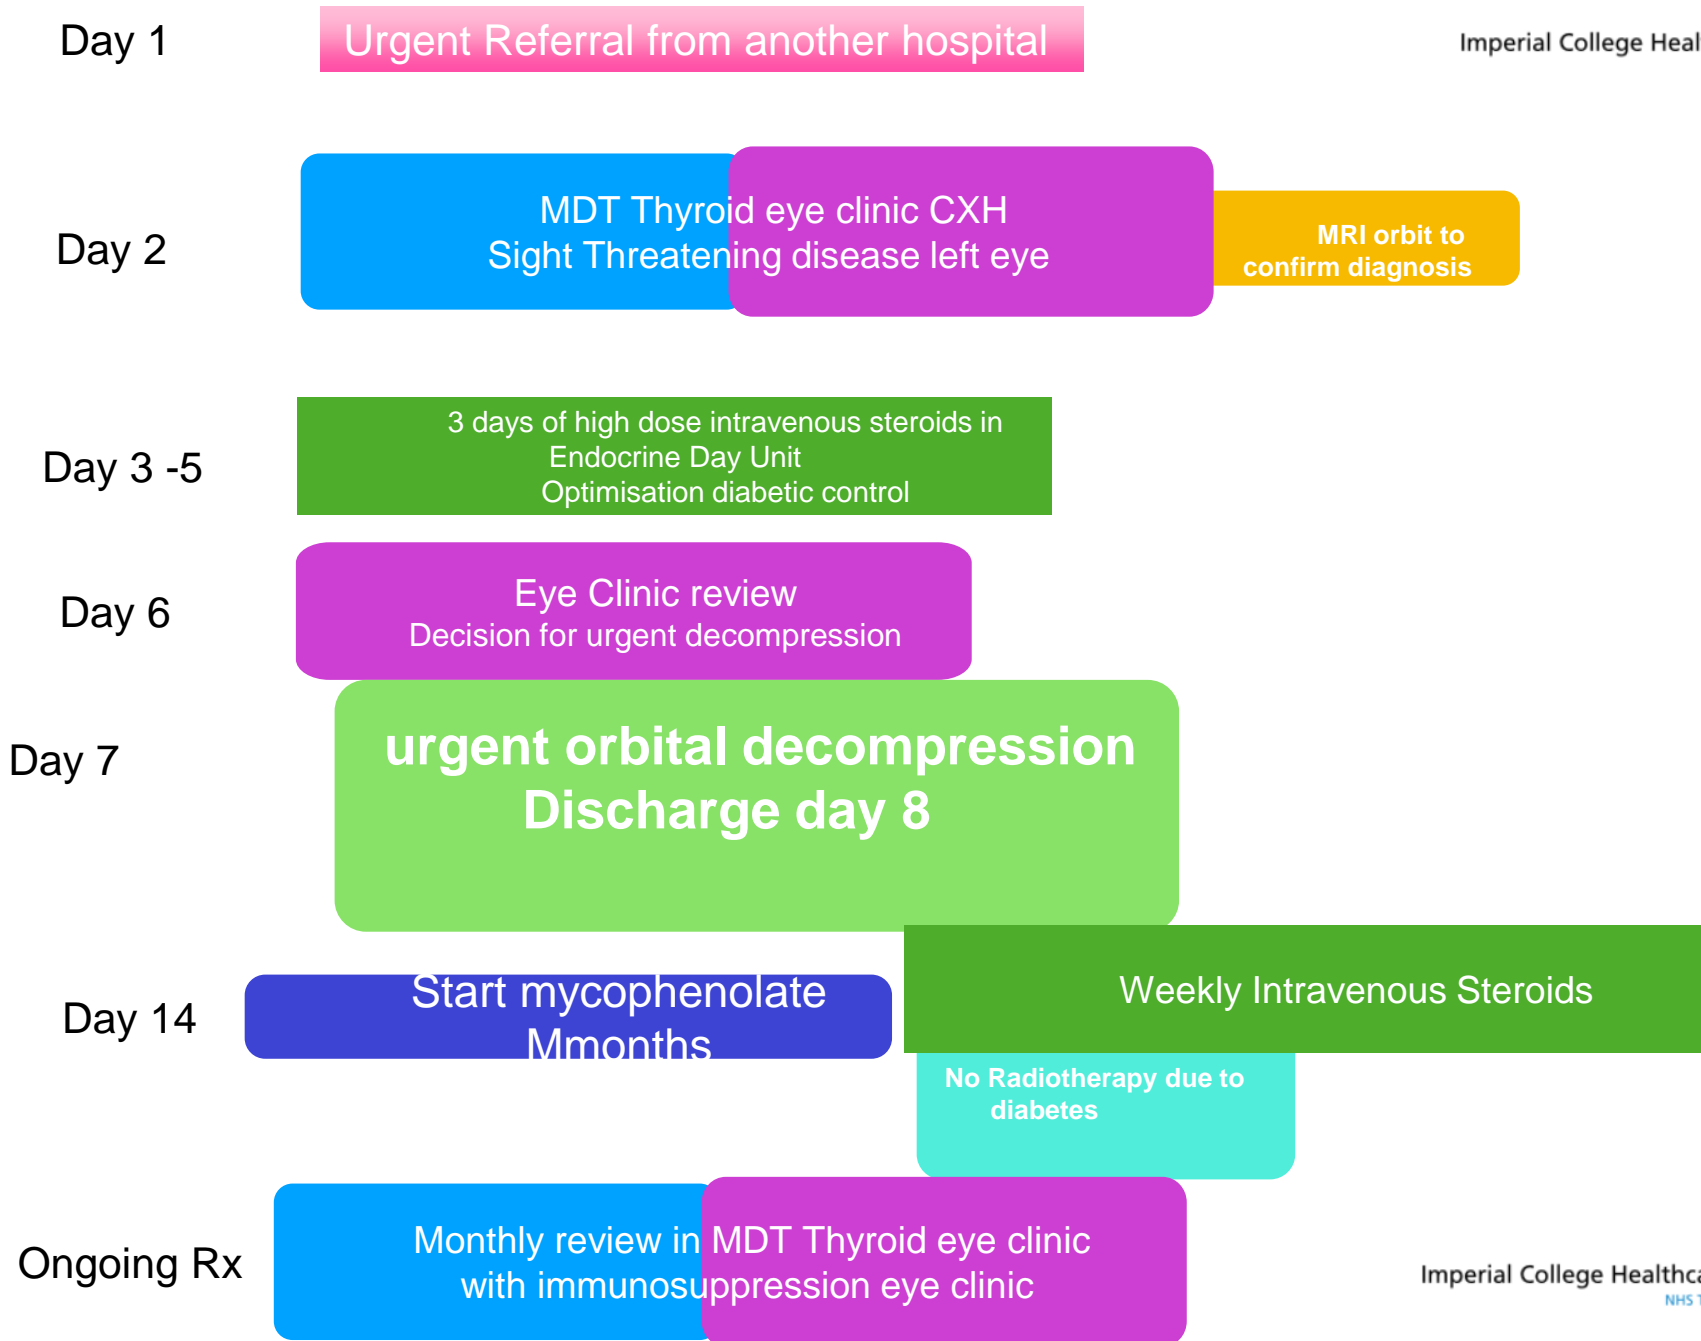 Day 1
Urgent Referral from another hospital
Imperial College Heal
Day 2
MDT Thyroid eye clinic CXH
Sight Threatening disease left eye
MRI orbit to
confirm diagnosis
Day 3 -5
3 days of high dose intravenous steroids in
Endocrine Day Unit
Optimisation diabetic control
Day 6
Eye Clinic review
Decision for urgent decompression
Day 7
urgent orbital decompression
Discharge day 8
Day 14
Start mycophenolate
Mmonths
Weekly Intravenous Steroids
No Radiotherapy due to
diabetes
Ongoing Rx
Monthly review in MDT Thyroid eye clinic
with immunosuppression eye clinic
Imperial College Healthca
NHS T